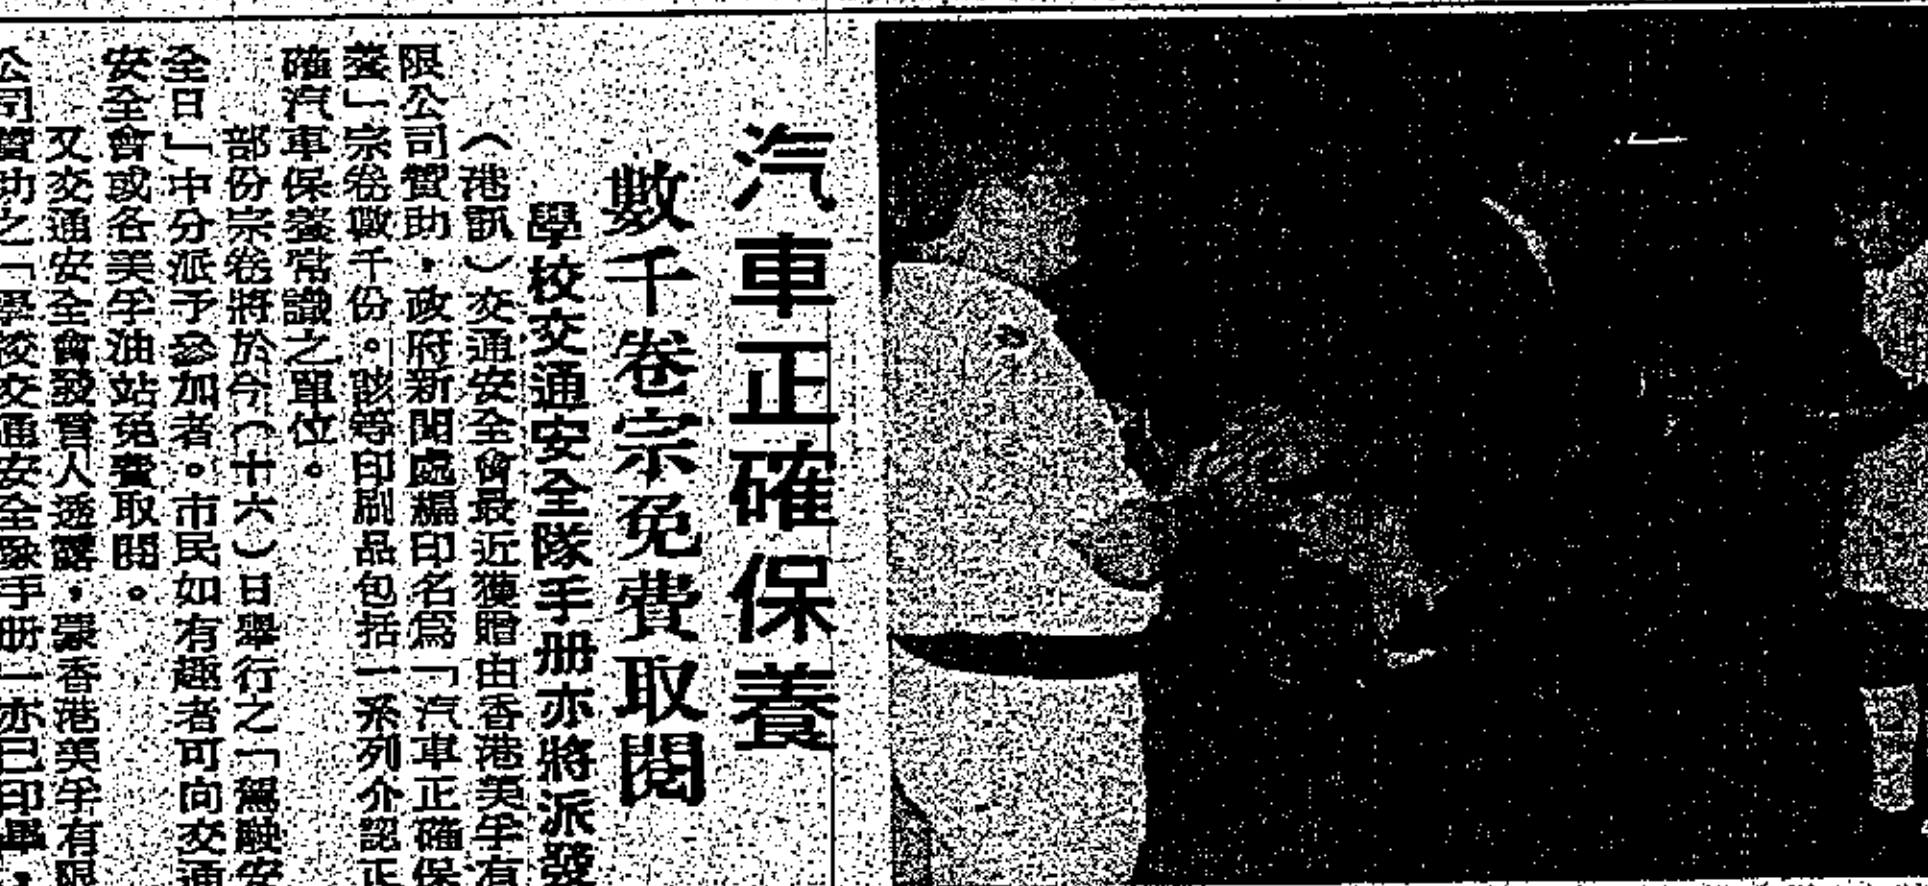 汽車正確保養
數千卷宗免費取閱
學校交通安全隊手册亦將派發
（港訊）交通安全會最近獲贈由香港美孚有
限公司贊助，政府新聞處編印名爲「汽車正確保
養」宗卷數千份。該等印刷品包括一系列介認正
確汽車保養常識之單位。
部份宗卷將於今（十六）日舉行之「駕駛安
全日」中分派予參加者。市民如有趣者可向交通
安全會或各美孚油站免費取閱。
又交通安全會發言人透露，蒙香港美孚有限
公司贊助之「學校交通安全隊手册」亦已印畢，